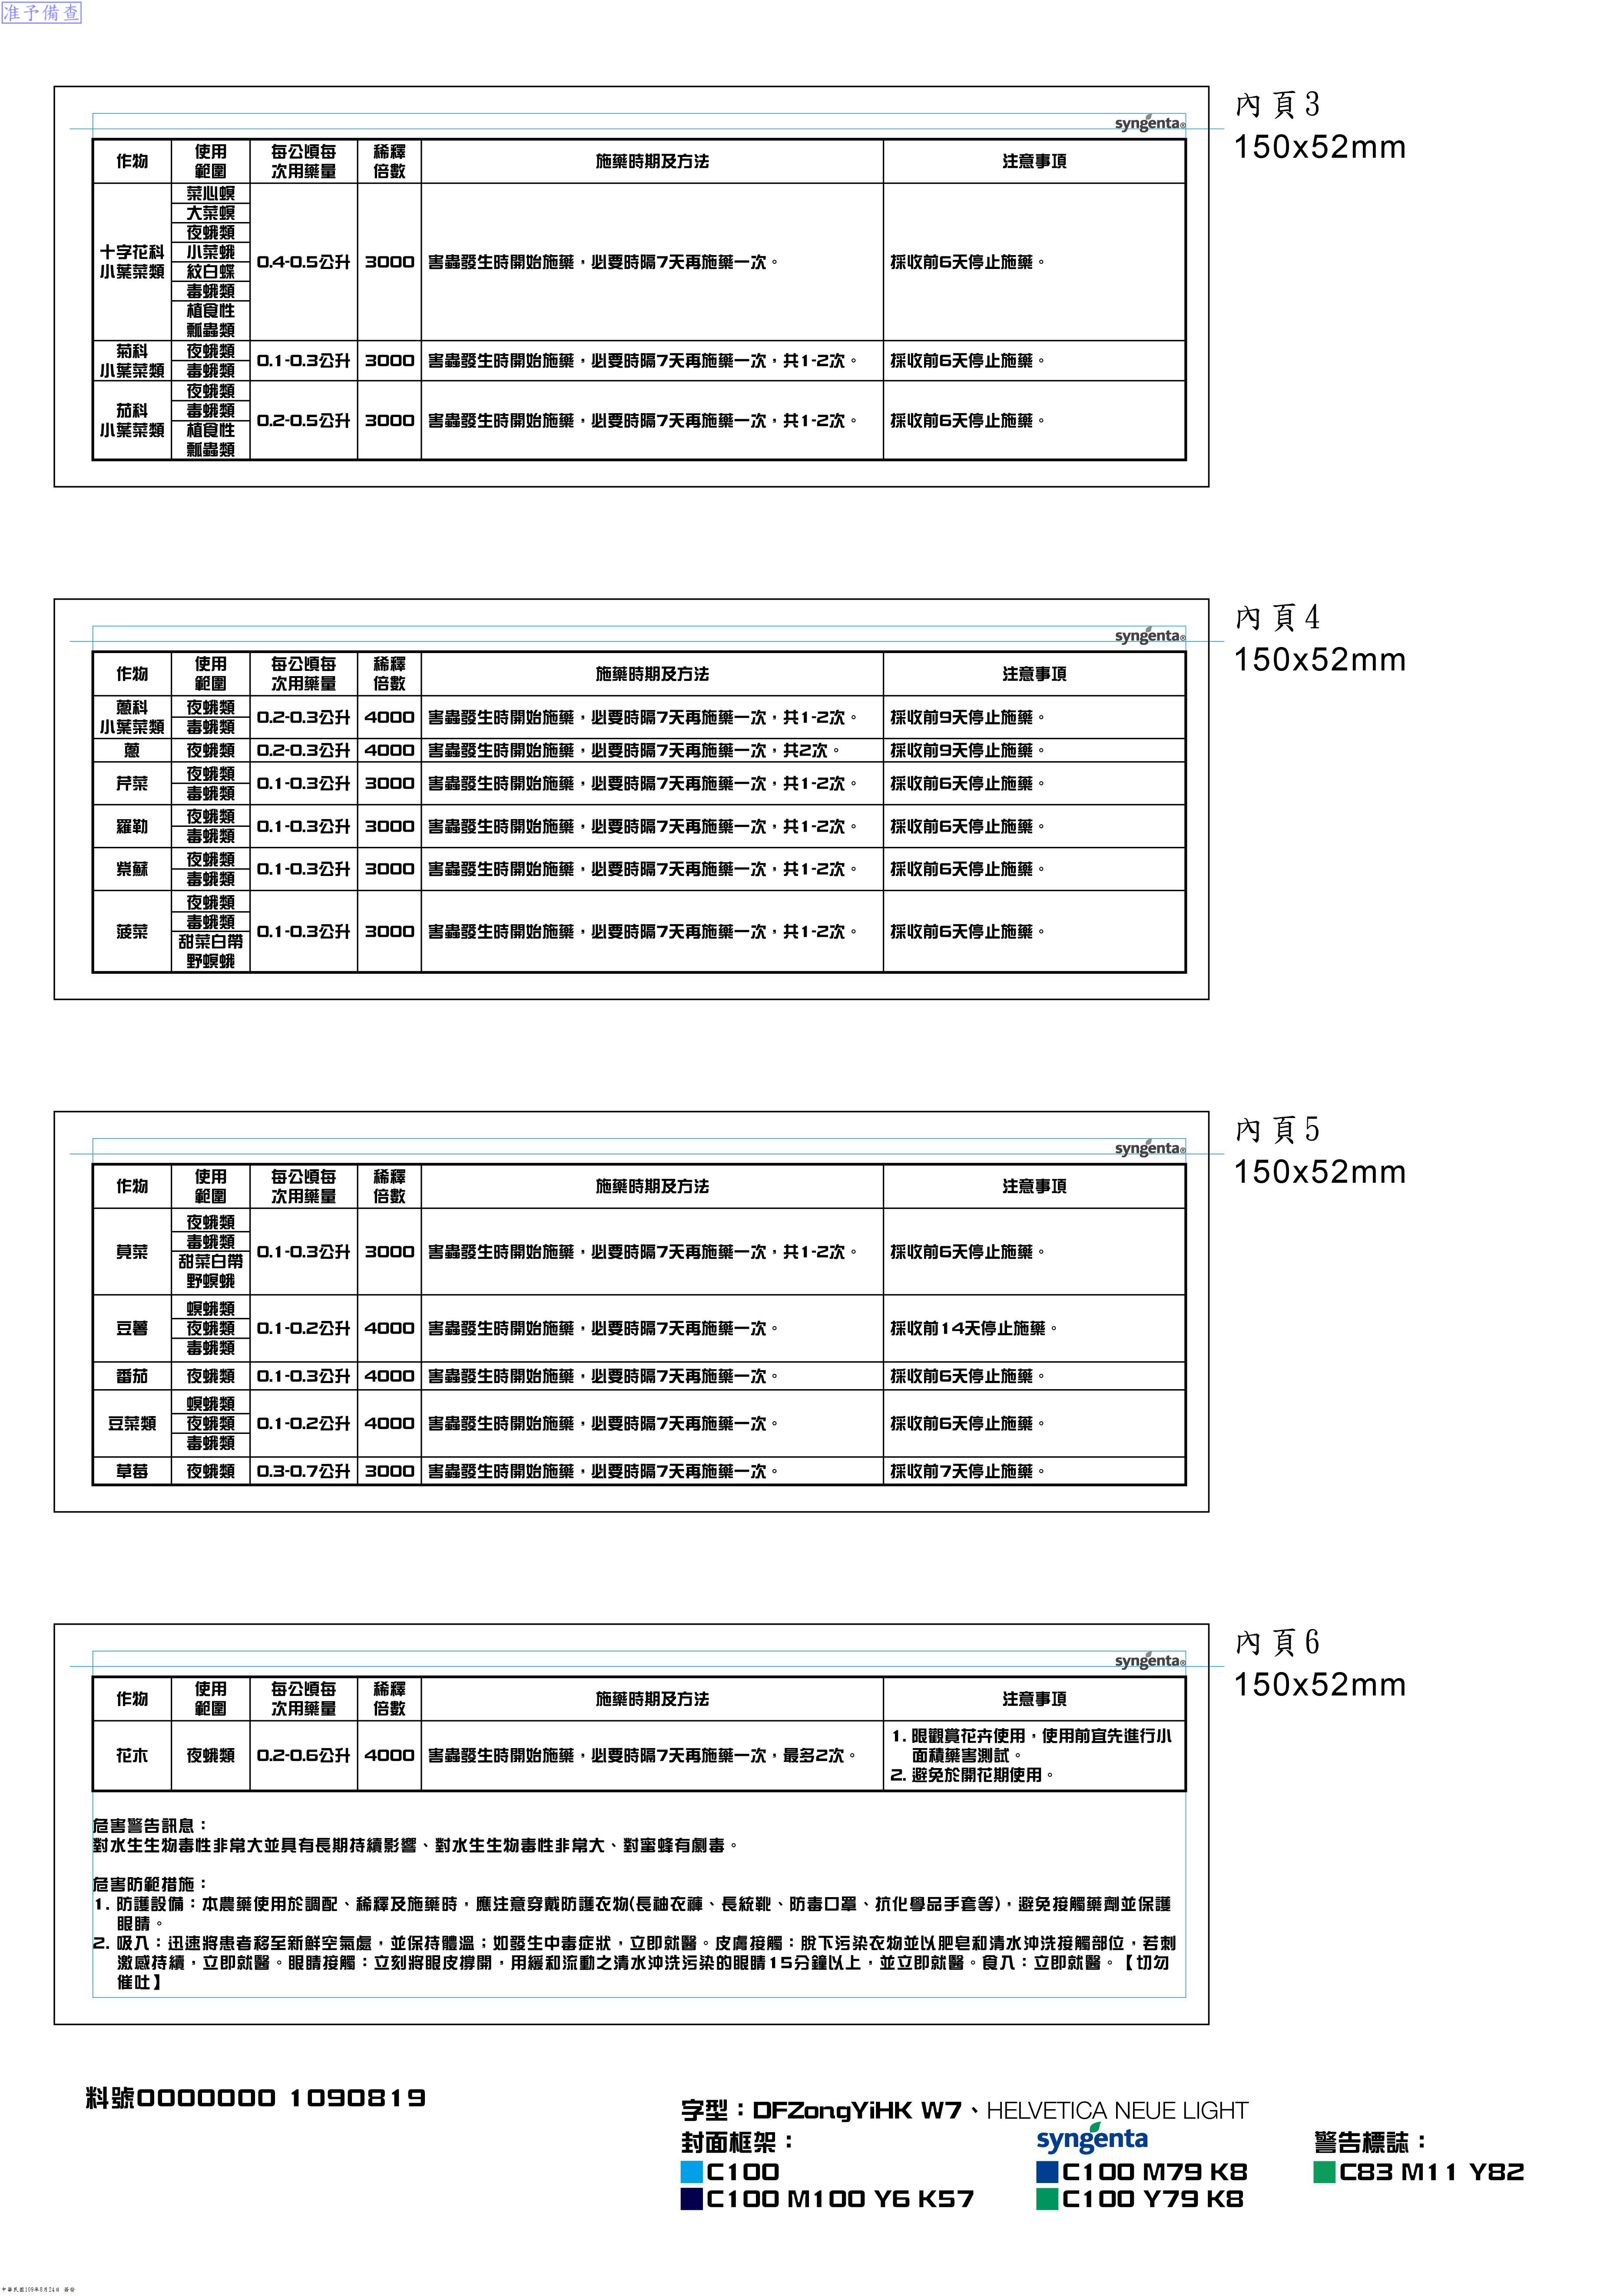 准予備查
內頁3
150x52mm
syngenta®
作物 使用範圍 每公頃每次用藥量 稀釋倍數 施藥時期及方法 注意事項
十字花科小葉菜類 菜心螟 0.4-0.5公升 3000 害蟲發生時開始施藥，必要時隔7天再施藥一次。 採收前6天停止施藥。
大菜螟
夜蛾類
小菜蛾
紋白蝶
毒蛾類
植食性瓢蟲類
菊科小葉菜類 夜蛾類 0.1-0.3公升 3000 害蟲發生時開始施藥，必要時隔7天再施藥一次，共1-2次。 採收前6天停止施藥。
毒蛾類
茄科小葉菜類 夜蛾類 0.2-0.5公升 3000 害蟲發生時開始施藥，必要時隔7天再施藥一次，共1-2次。 採收前6天停止施藥。
毒蛾類
植食性瓢蟲類
內頁4
150x52mm
syngenta®
作物 使用範圍 每公頃每次用藥量 稀釋倍數 施藥時期及方法 注意事項
蔥科小葉菜類 夜蛾類 0.2-0.3公升 4000 害蟲發生時開始施藥，必要時隔7天再施藥一次，共1-2次。 採收前9天停止施藥。
毒蛾類
蔥 夜蛾類 0.2-0.3公升 4000 害蟲發生時開始施藥，必要時隔7天再施藥一次，共2次。 採收前9天停止施藥。
芹菜 夜蛾類 0.1-0.3公升 3000 害蟲發生時開始施藥，必要時隔7天再施藥一次，共1-2次。 採收前6天停止施藥。
毒蛾類
羅勒 夜蛾類 0.1-0.3公升 3000 害蟲發生時開始施藥，必要時隔7天再施藥一次，共1-2次。 採收前6天停止施藥。
毒蛾類
紫蘇 夜蛾類 0.1-0.3公升 3000 害蟲發生時開始施藥，必要時隔7天再施藥一次，共1-2次。 採收前6天停止施藥。
毒蛾類
菠菜 夜蛾類 0.1-0.3公升 3000 害蟲發生時開始施藥，必要時隔7天再施藥一次，共1-2次。 採收前6天停止施藥。
毒蛾類
甜菜白帶野螟蛾
內頁5
150x52mm
syngenta®
作物 使用範圍 每公頃每次用藥量 稀釋倍數 施藥時期及方法 注意事項
莧菜 夜蛾類 0.1-0.3公升 3000 害蟲發生時開始施藥，必要時隔7天再施藥一次，共1-2次。 採收前6天停止施藥。
毒蛾類
甜菜白帶野螟蛾
豆薯 螟蛾類 0.1-0.2公升 4000 害蟲發生時開始施藥，必要時隔7天再施藥一次。 採收前14天停止施藥。
夜蛾類
毒蛾類
番茄 夜蛾類 0.1-0.3公升 4000 害蟲發生時開始施藥，必要時隔7天再施藥一次。 採收前6天停止施藥。
豆菜類 螟蛾類 0.1-0.2公升 4000 害蟲發生時開始施藥，必要時隔7天再施藥一次。 採收前6天停止施藥。
夜蛾類
毒蛾類
草莓 夜蛾類 0.3-0.7公升 3000 害蟲發生時開始施藥，必要時隔7天再施藥一次。 採收前7天停止施藥。
內頁6
150x52mm
syngenta®
作物 使用範圍 每公頃每次用藥量 稀釋倍數 施藥時期及方法 注意事項
花木 夜蛾類 0.2-0.6公升 4000 害蟲發生時開始施藥，必要時隔7天再施藥一次，最多2次。
1. 限觀賞花卉使用，使用前宜先進行小
面積藥害測試。
2. 避免於開花期使用。
危害警告訊息：
對水生生物毒性非常大並具有長期持續影響、對水生生物毒性非常大、對蜜蜂有劇毒。
危害防範措施：
1. 防護設備：本農藥使用於調配、稀釋及施藥時，應注意穿戴防護衣物(長袖衣褲、長統靴、防毒口罩、抗化學品手套等)，避免接觸藥劑並保護
眼睛。
2. 吸入：迅速將患者移至新鮮空氣處，並保持體溫；如發生中毒症狀，立即就醫。皮膚接觸：脫下污染衣物並以肥皂和清水沖洗接觸部位，若刺
激感持續，立即就醫。眼睛接觸：立刻將眼皮撐開，用緩和流動之清水沖洗污染的眼睛15分鐘以上，並立即就醫。食入：立即就醫。【切勿
催吐】
料號0000000 1090819
字型：DFZongYiHK W7、HELVETICA NEUE LIGHT
封面框架： syngenta 警告標誌：
C100 C100 M79 K8 C83 M11 Y82
C100 M100 Y6 K57 C100 Y79 K8
中華民國109年8月24日 簽發